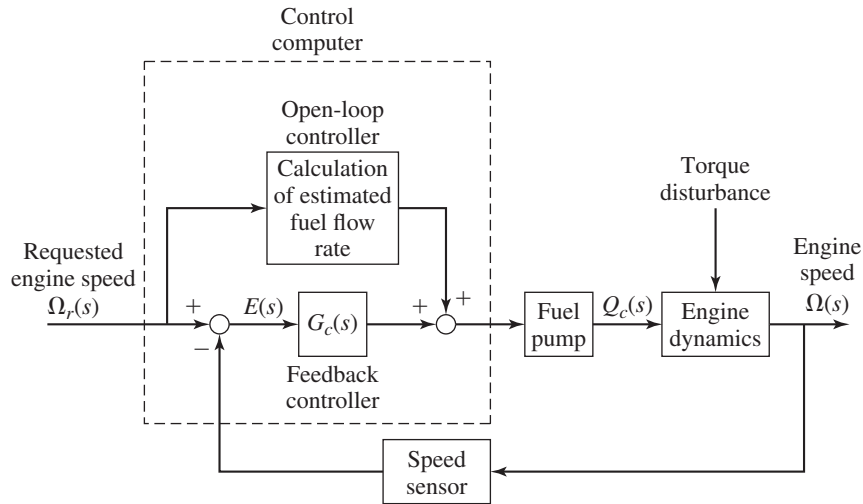 Control
computer
Open-loop
controller
Calculation
of estimated
fuel flow
rate
Torque
disturbance
Requested
engine speed
Ωr(s)
Engine
speed
Ω(s)
+
−
E(s)
Gc(s)
+
+
Feedback
controller
Fuel
pump
Qc(s)
Engine
dynamics
Speed
sensor